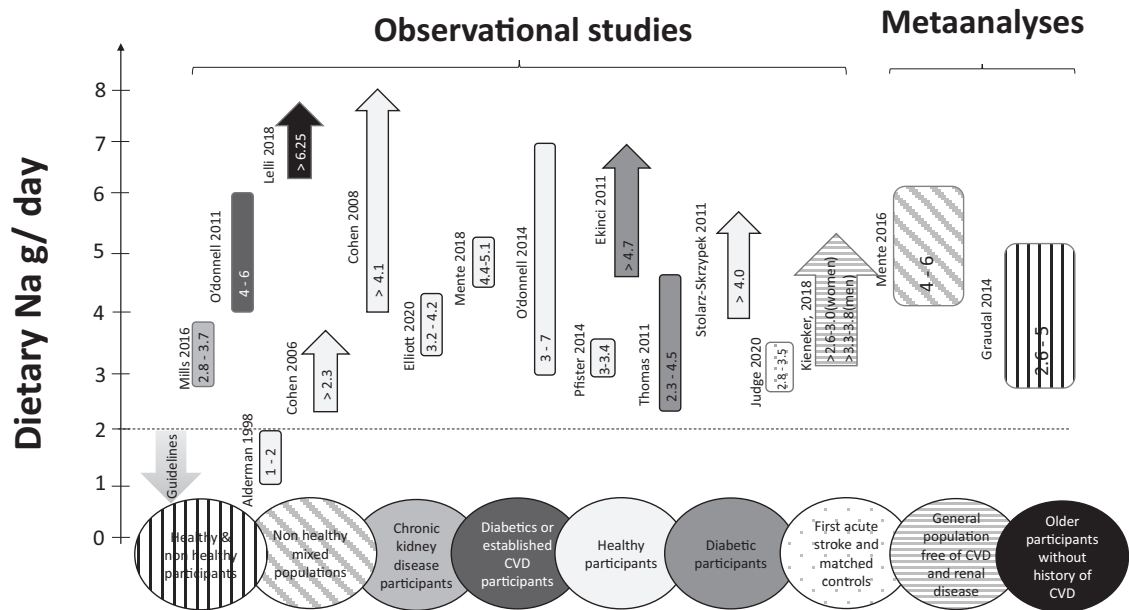 Observational studies
Metaanalyses
Dietary Na g/ day
8
7
6
5
4
3
2
1
0
Guidelines
Mills 2016
2.8 - 3.7
O'donnell 2011
4 - 6
Alderman 1998
1 - 2
Lelli 2018
> 6.25
Cohen 2006
> 2.3
Cohen 2008
> 4.1
Elliott 2020
3.2 - 4.2
Mente 2018
4.4-5.1
O'donnell 2014
3 - 7
Pfister 2014
3-3.4
Ekinci 2011
> 4.7
Thomas 2011
2.3 - 4.5
Stolarz-Skrzypek 2011
> 4.0
Judge 2020
2.8 - 3.5
Kieneker, 2018
>2.6-3.0(women)
>3.3-3.8(men)
Mente 2016
4 - 6
Graudal 2014
2.6 - 5
Healthy &
non healthy
participants
Non healthy
mixed
populations
Chronic
kidney
disease
participants
Diabetics or
established
CVD
participants
Healthy
participants
Diabetic
participants
First acute
stroke and
matched
controls
General
population
free of CVD
and renal
disease
Older
participants
without
history of
CVD